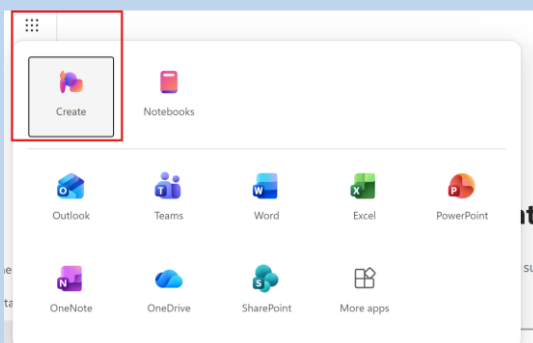 Create Notebooks
Outlook Teams Word Excel PowerPoint
OneNote OneDrive SharePoint More apps